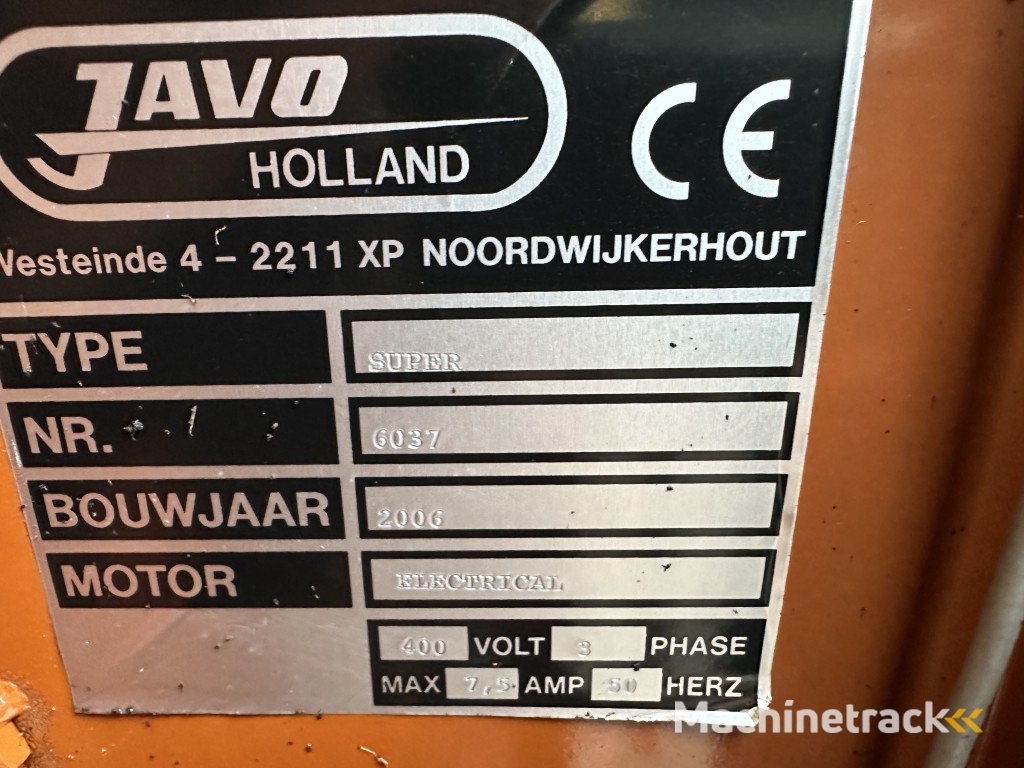 JAVO
HOLLAND
CE
Westeinde 4 - 2211 XP NOORDWIJKERHOUT
TYPE SUPER
NR. 6037
BOUWJAAR 2006
MOTOR ELECTRICAL
400 VOLT 3 PHASE
MAX 7,5 AMP 50 HERZ
Machinetrack